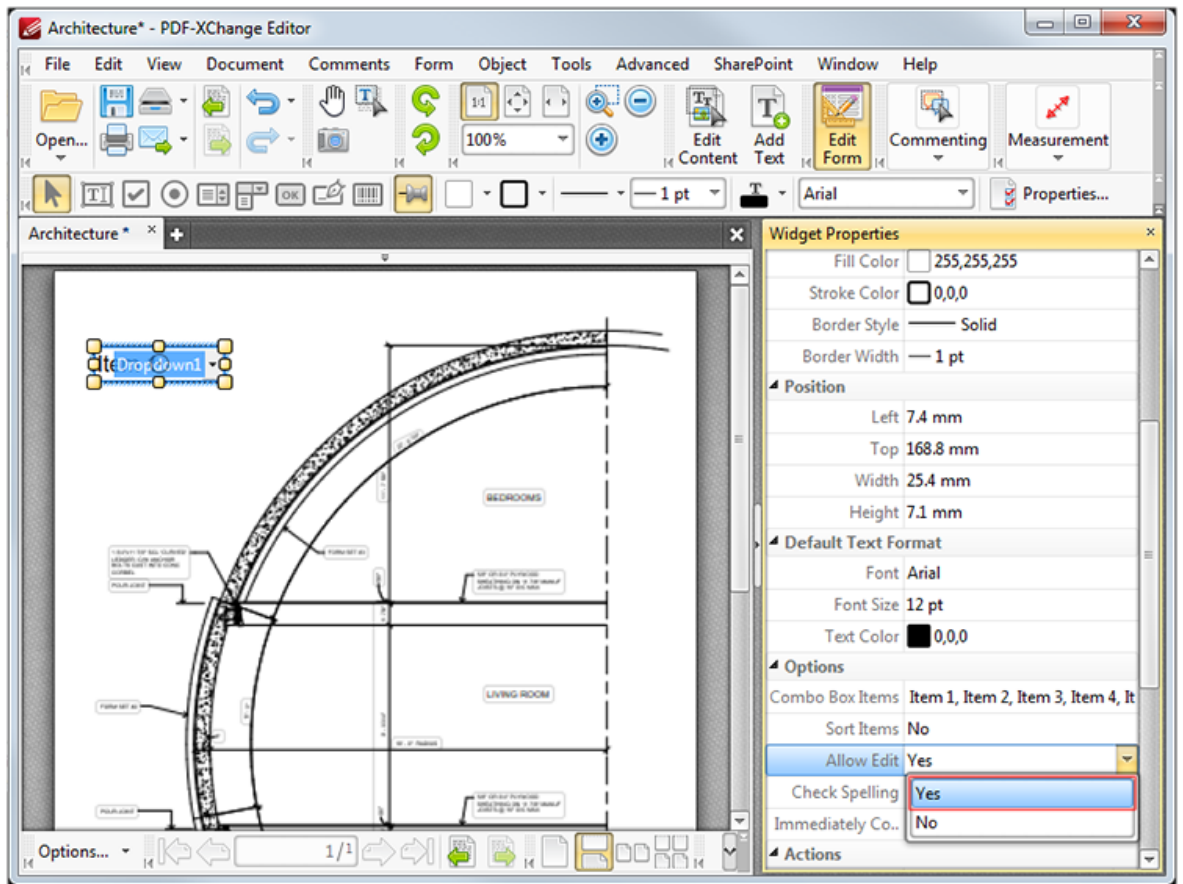 Architecture* - PDF-XChange Editor
File Edit View Document Comments Form Object Tools Advanced SharePoint Window Help
Open...
1:1
100%
Edit Content
Add Text
Edit Form
Commenting
Measurement
OK
1 pt
Arial
Properties...
Architecture *
Widget Properties
Fill Color 255,255,255
Stroke Color 0,0,0
Border Style Solid
Border Width 1 pt
Position
Left 7.4 mm
Top 168.8 mm
Width 25.4 mm
Height 7.1 mm
Default Text Format
Font Arial
Font Size 12 pt
Text Color 0,0,0
Options
Combo Box Items Item 1, Item 2, Item 3, Item 4, It
Sort Items No
Allow Edit Yes
Check Spelling
Yes
Immediately Co..
No
Actions
Dropdown1
BEDROOMS
LIVING ROOM
Options...
1/1